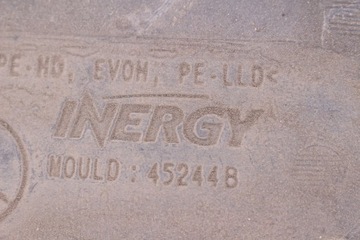 PE-HD, EVOH, PE-LLD<
INERGY
MOULD : 452448